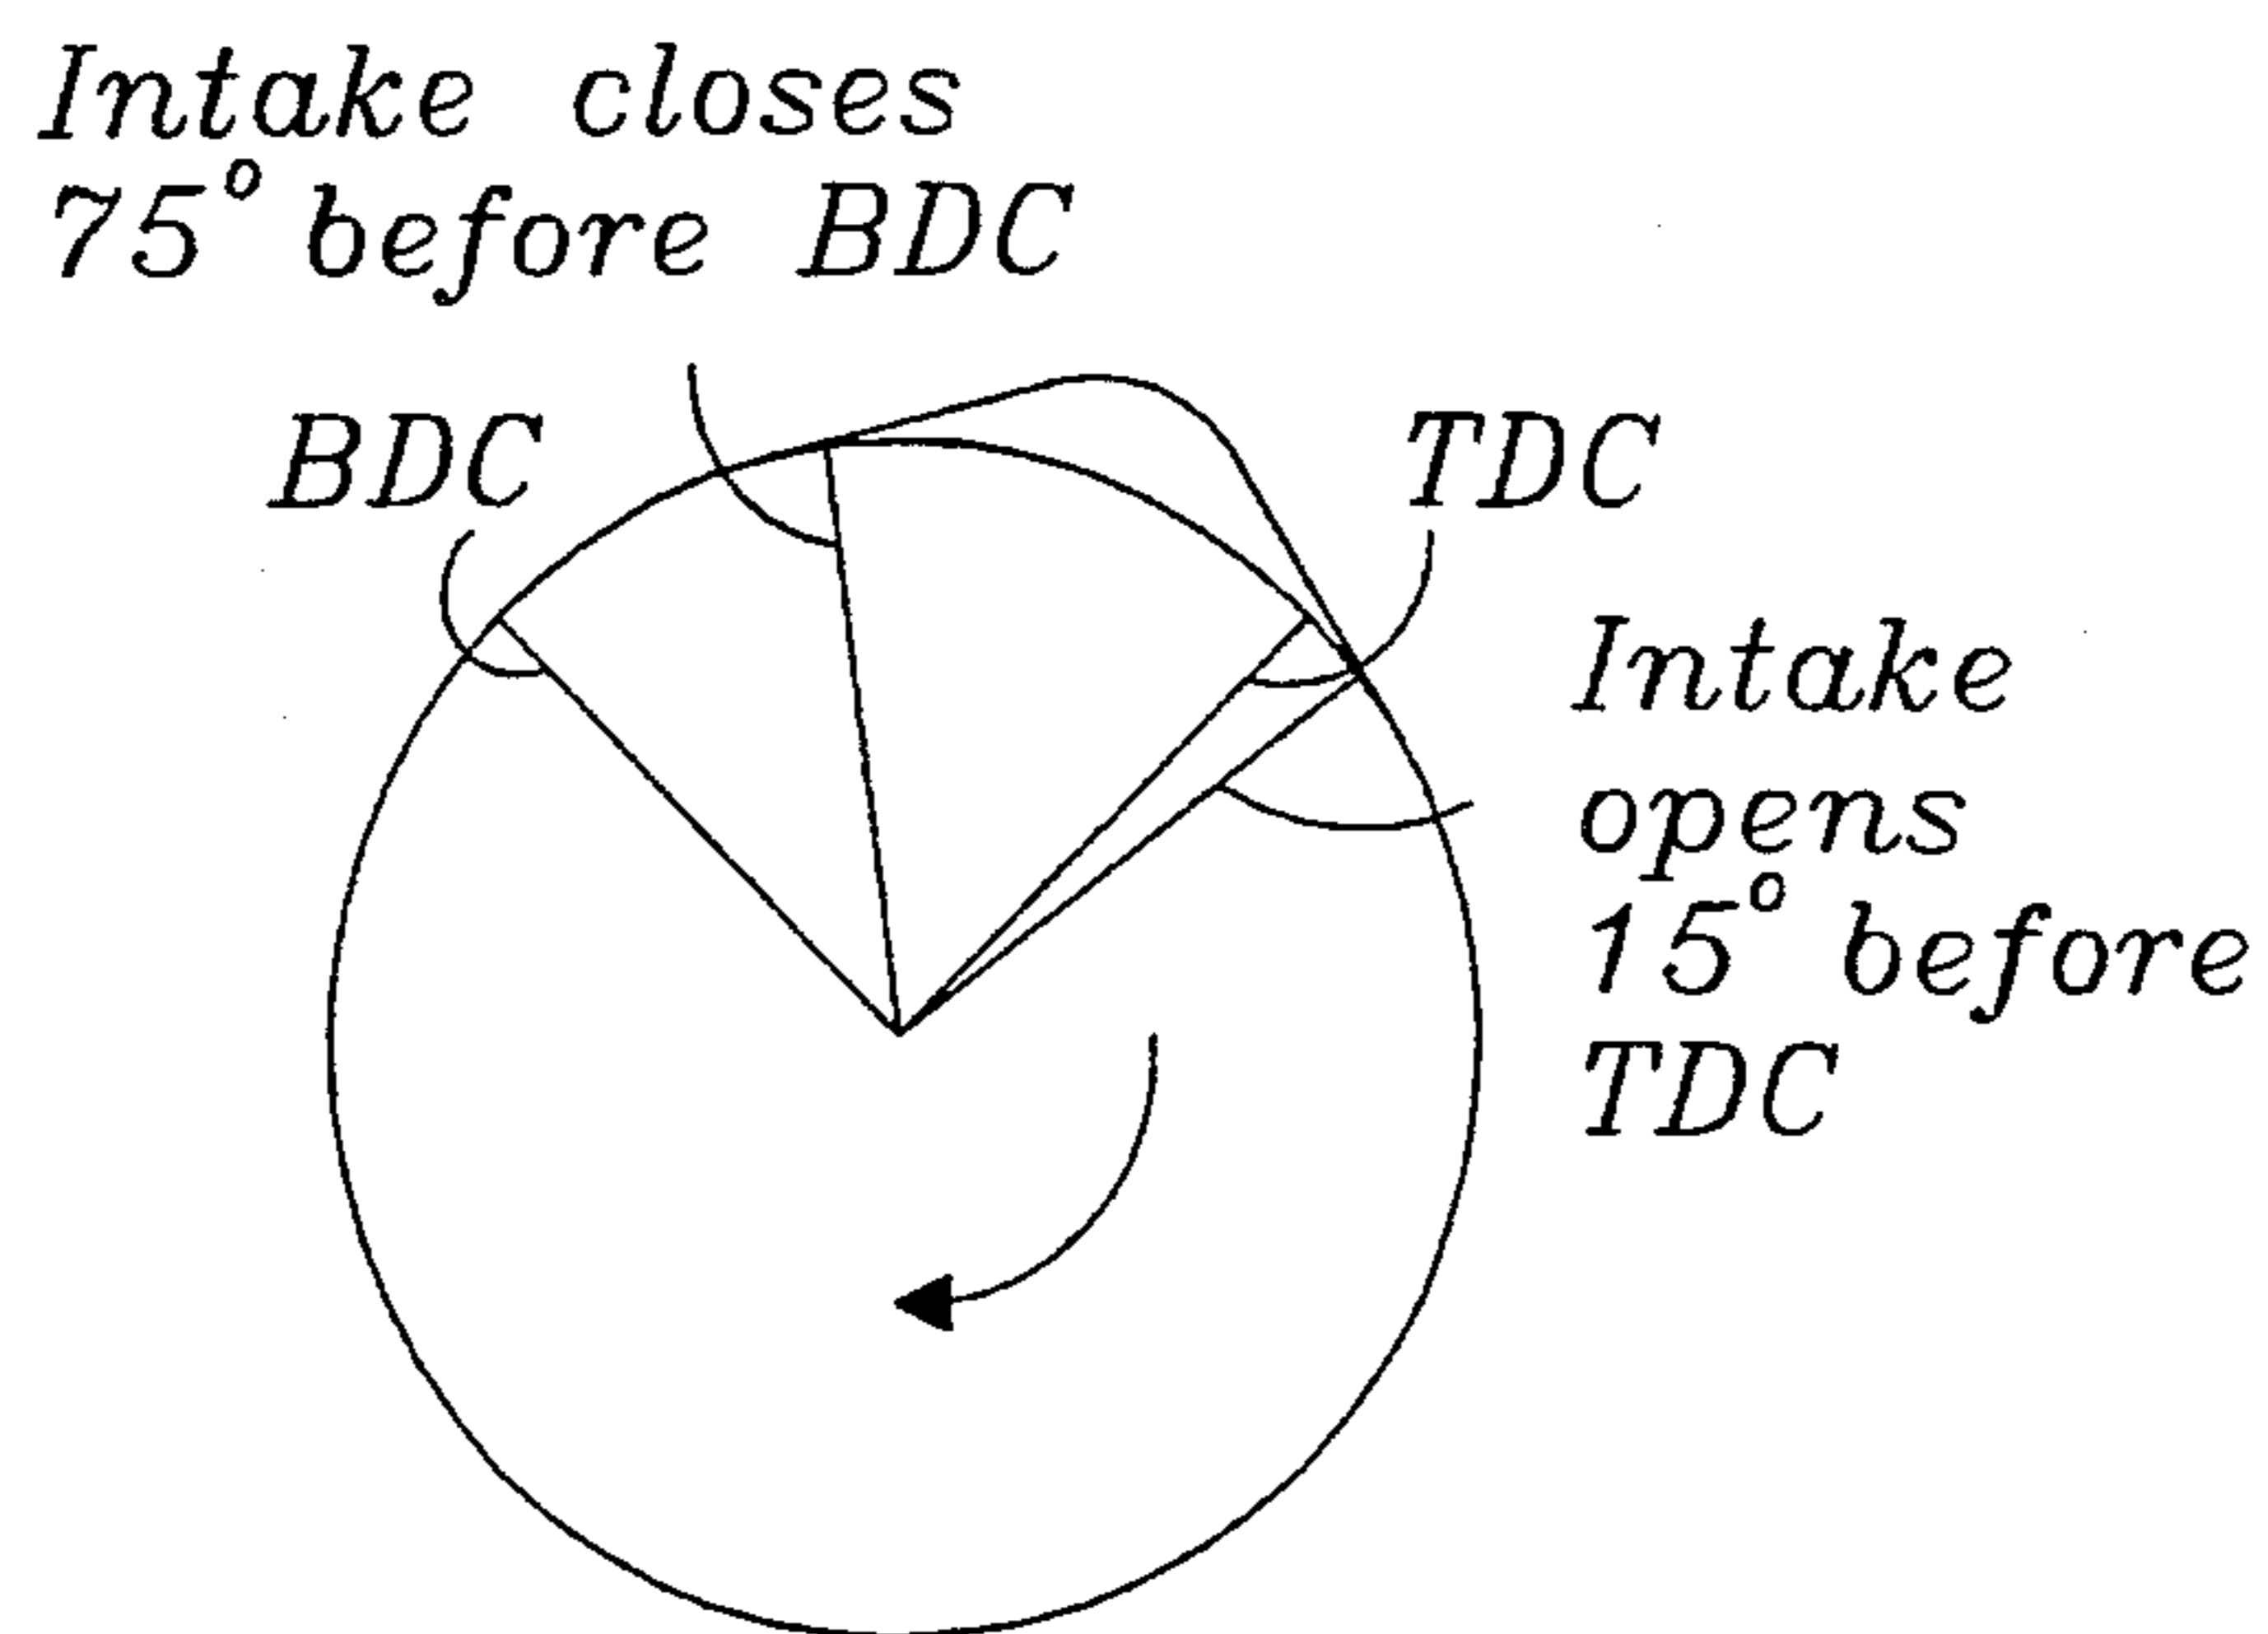 Intake closes
75° before BDC
BDC
TDC
Intake
opens
15° before
TDC